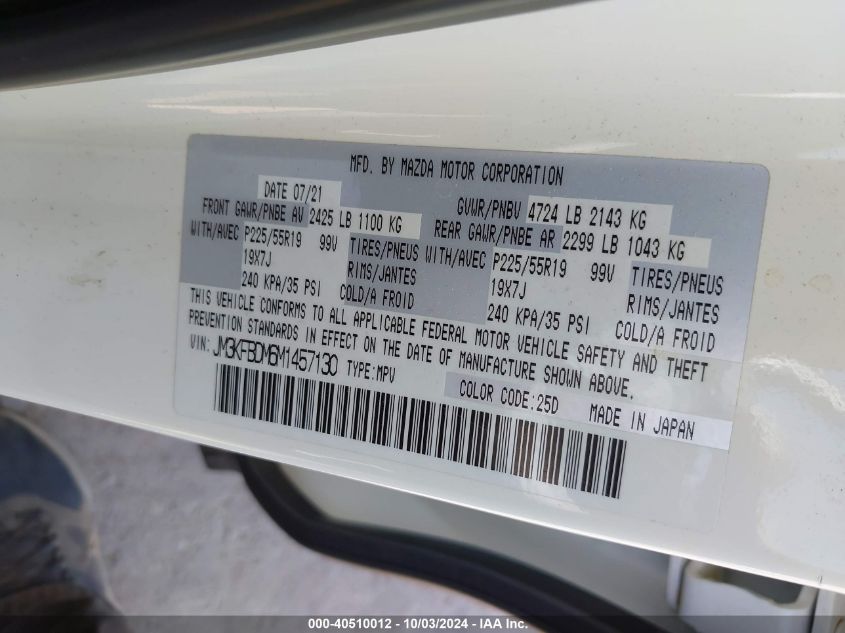 MFD. BY MAZDA MOTOR CORPORATION
DATE 07/21 GVWR/PNBV 4724 LB 2143 KG
FRONT GAWR/PNBE AV 2425 LB 1100 KG REAR GAWR/PNBE AR 2299 LB 1043 KG
WITH/AVEC P225/55R19 99V TIRES/PNEUS WITH/AVEC P225/55R19 99V TIRES/PNEUS
19X7J RIMS/JANTES 19X7J RIMS/JANTES
240 KPA/35 PSI COLD/A FROID 240 KPA/35 PSI COLD/A FROID
THIS VEHICLE CONFORMS TO ALL APPLICABLE FEDERAL MOTOR VEHICLE SAFETY AND THEFT
PREVENTION STANDARDS IN EFFECT ON THE DATE OF MANUFACTURE SHOWN ABOVE.
VIN: JM3KFBDM6M1457130 TYPE:MPV
COLOR CODE:25D MADE IN JAPAN
000-40510012 - 10/03/2024 - IAA Inc.